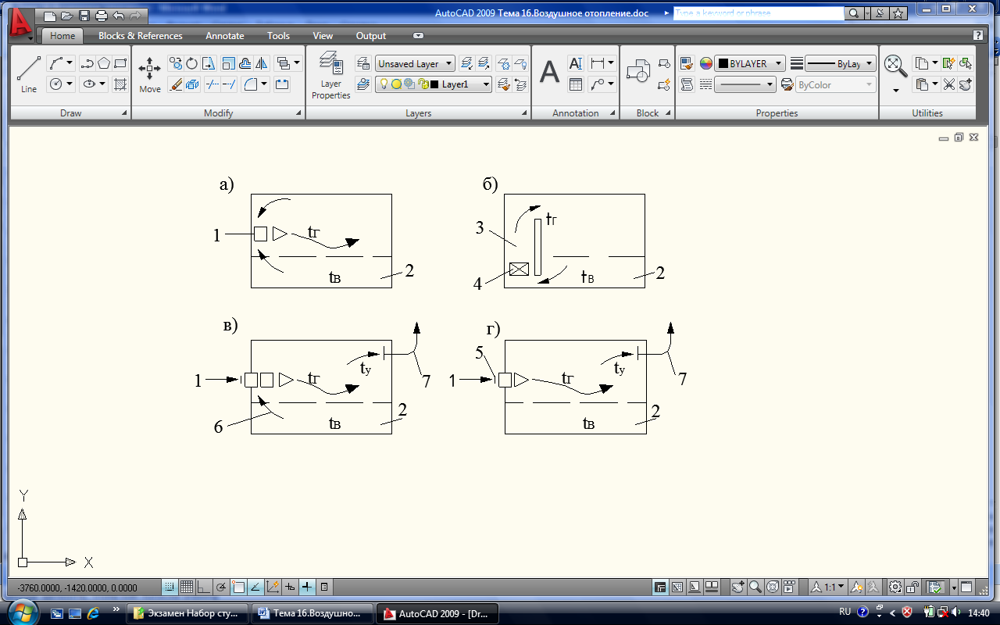 AutoCAD 2009 Тема 16.Воздушное отопление.doc
Type a keyword or phrase
Home Blocks & References Annotate Tools View Output
Line
Move
Layer Properties
Unsaved Layer
Layer1
A
BYLAYER
ByLay
ByColor
Draw Modify Layers Annotation Block Properties Utilities
а)
1
tг
tв
2
б)
3
4
tг
tв
2
в)
1
6
tг
tу
tв
7
2
г)
5
1
tг
tу
tв
7
2
Y
X
-3760.0000, -1420.0000, 0.0000
1:1
Экзамен Набор сту...
Тема 16.Воздушно...
AutoCAD 2009 - [Dr...
RU
14:40